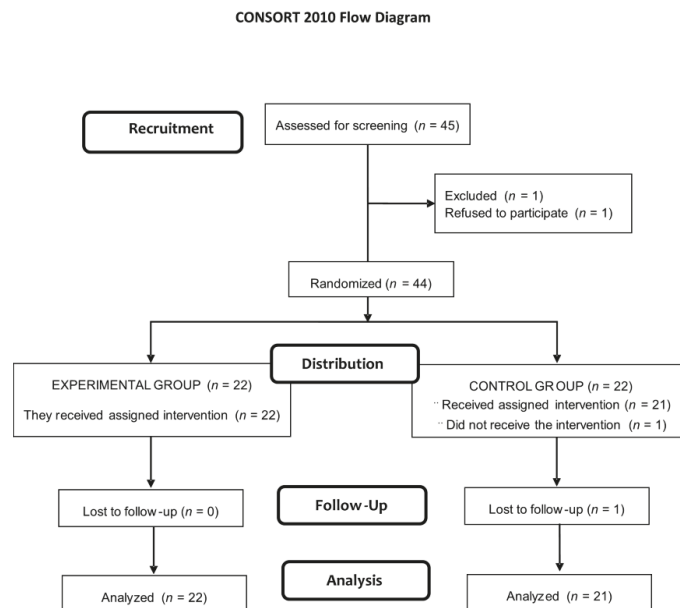 CONSORT 2010 Flow Diagram
Recruitment
Assessed for screening (n = 45)
Excluded (n = 1)
Refused to participate (n = 1)
Randomized (n = 44)
Distribution
EXPERIMENTAL GROUP (n = 22)
They received assigned intervention (n = 22)
CONTROL GROUP (n = 22)
¨ Received assigned intervention (n = 21)
¨ Did not receive the intervention (n = 1)
Lost to follow-up (n = 0)
Follow-Up
Lost to follow-up (n = 1)
Analyzed (n = 22)
Analysis
Analyzed (n = 21)